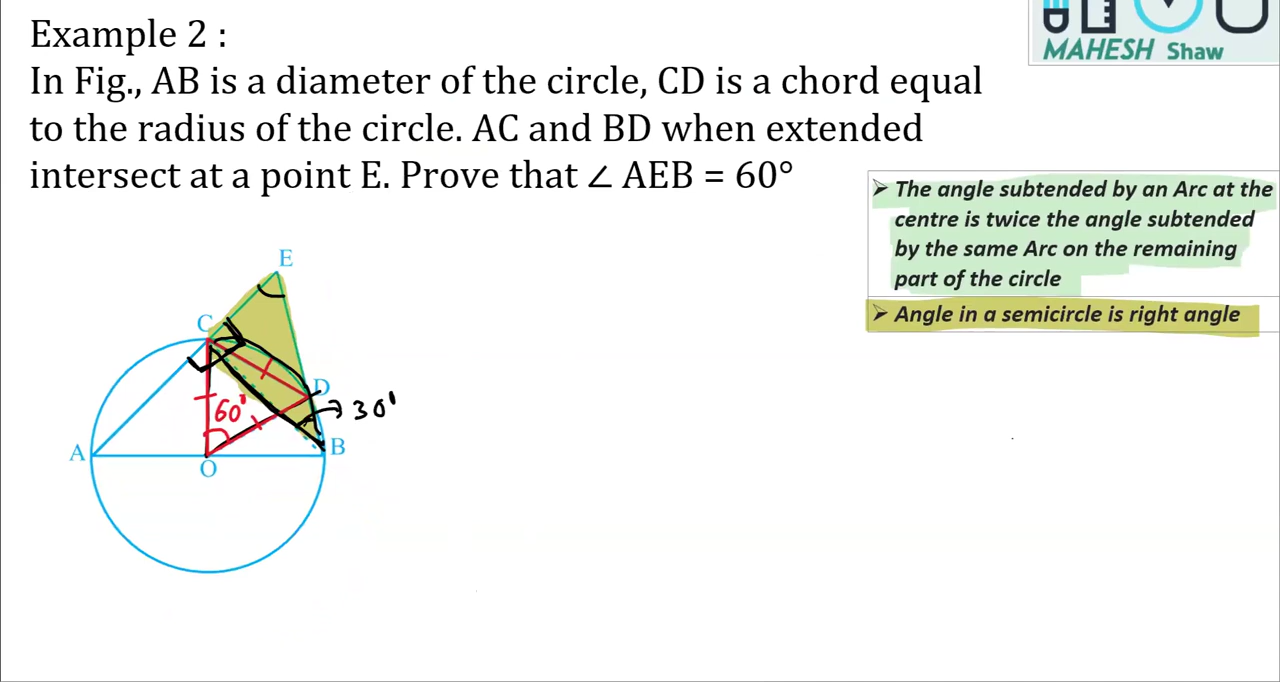 Example 2 :
In Fig., AB is a diameter of the circle, CD is a chord equal
to the radius of the circle. AC and BD when extended
intersect at a point E. Prove that ∠ AEB = 60°
MAHESH Shaw
➢ The angle subtended by an Arc at the
centre is twice the angle subtended
by the same Arc on the remaining
part of the circle
➢ Angle in a semicircle is right angle
E
C
D
60°
30°
A
B
O